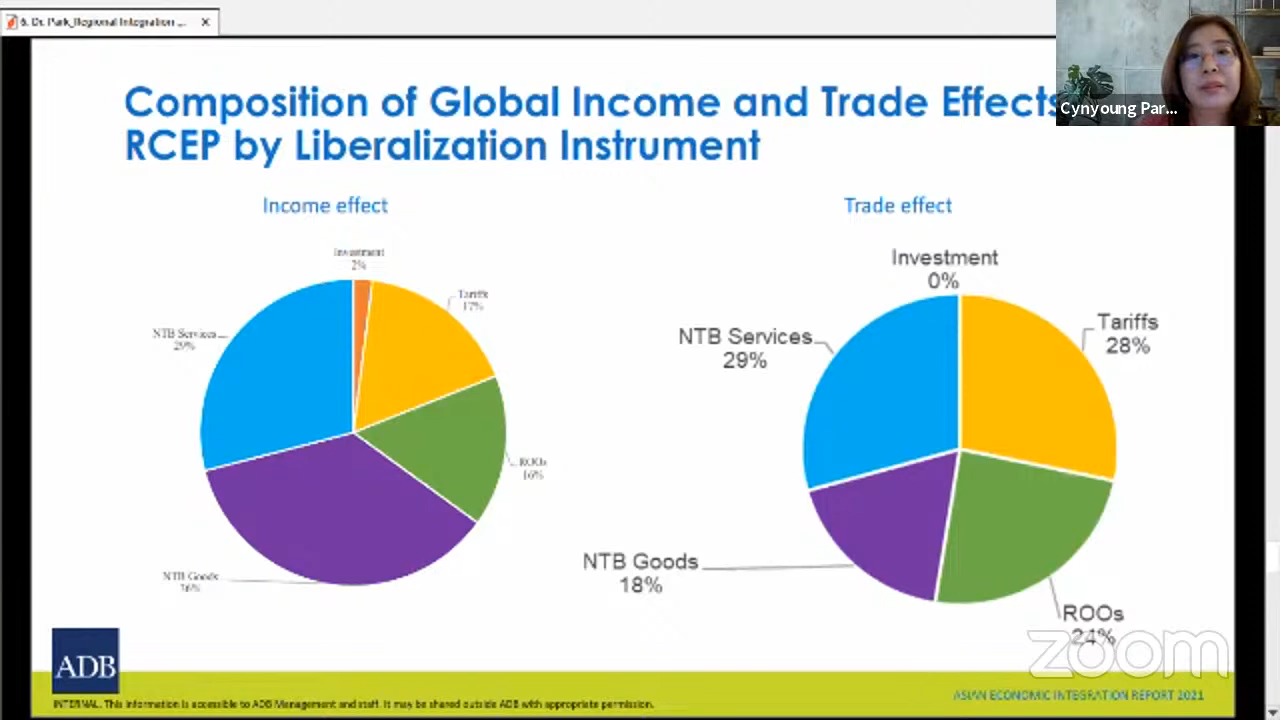 6. Dr. Park_Regional Integration ...
Cynyoung Par...
Composition of Global Income and Trade Effects
RCEP by Liberalization Instrument
Income effect
Trade effect
Investment
2%
Tariffs
17%
NTB Services
29%
ROOs
16%
NTB Goods
36%
Investment
0%
Tariffs
28%
NTB Services
29%
NTB Goods
18%
ROOs
24%
zoom
ADB
ASIAN ECONOMIC INTEGRATION REPORT 2021
INTERNAL. This information is accessible to ADB Management and staff. It may be shared outside ADB with appropriate permission.